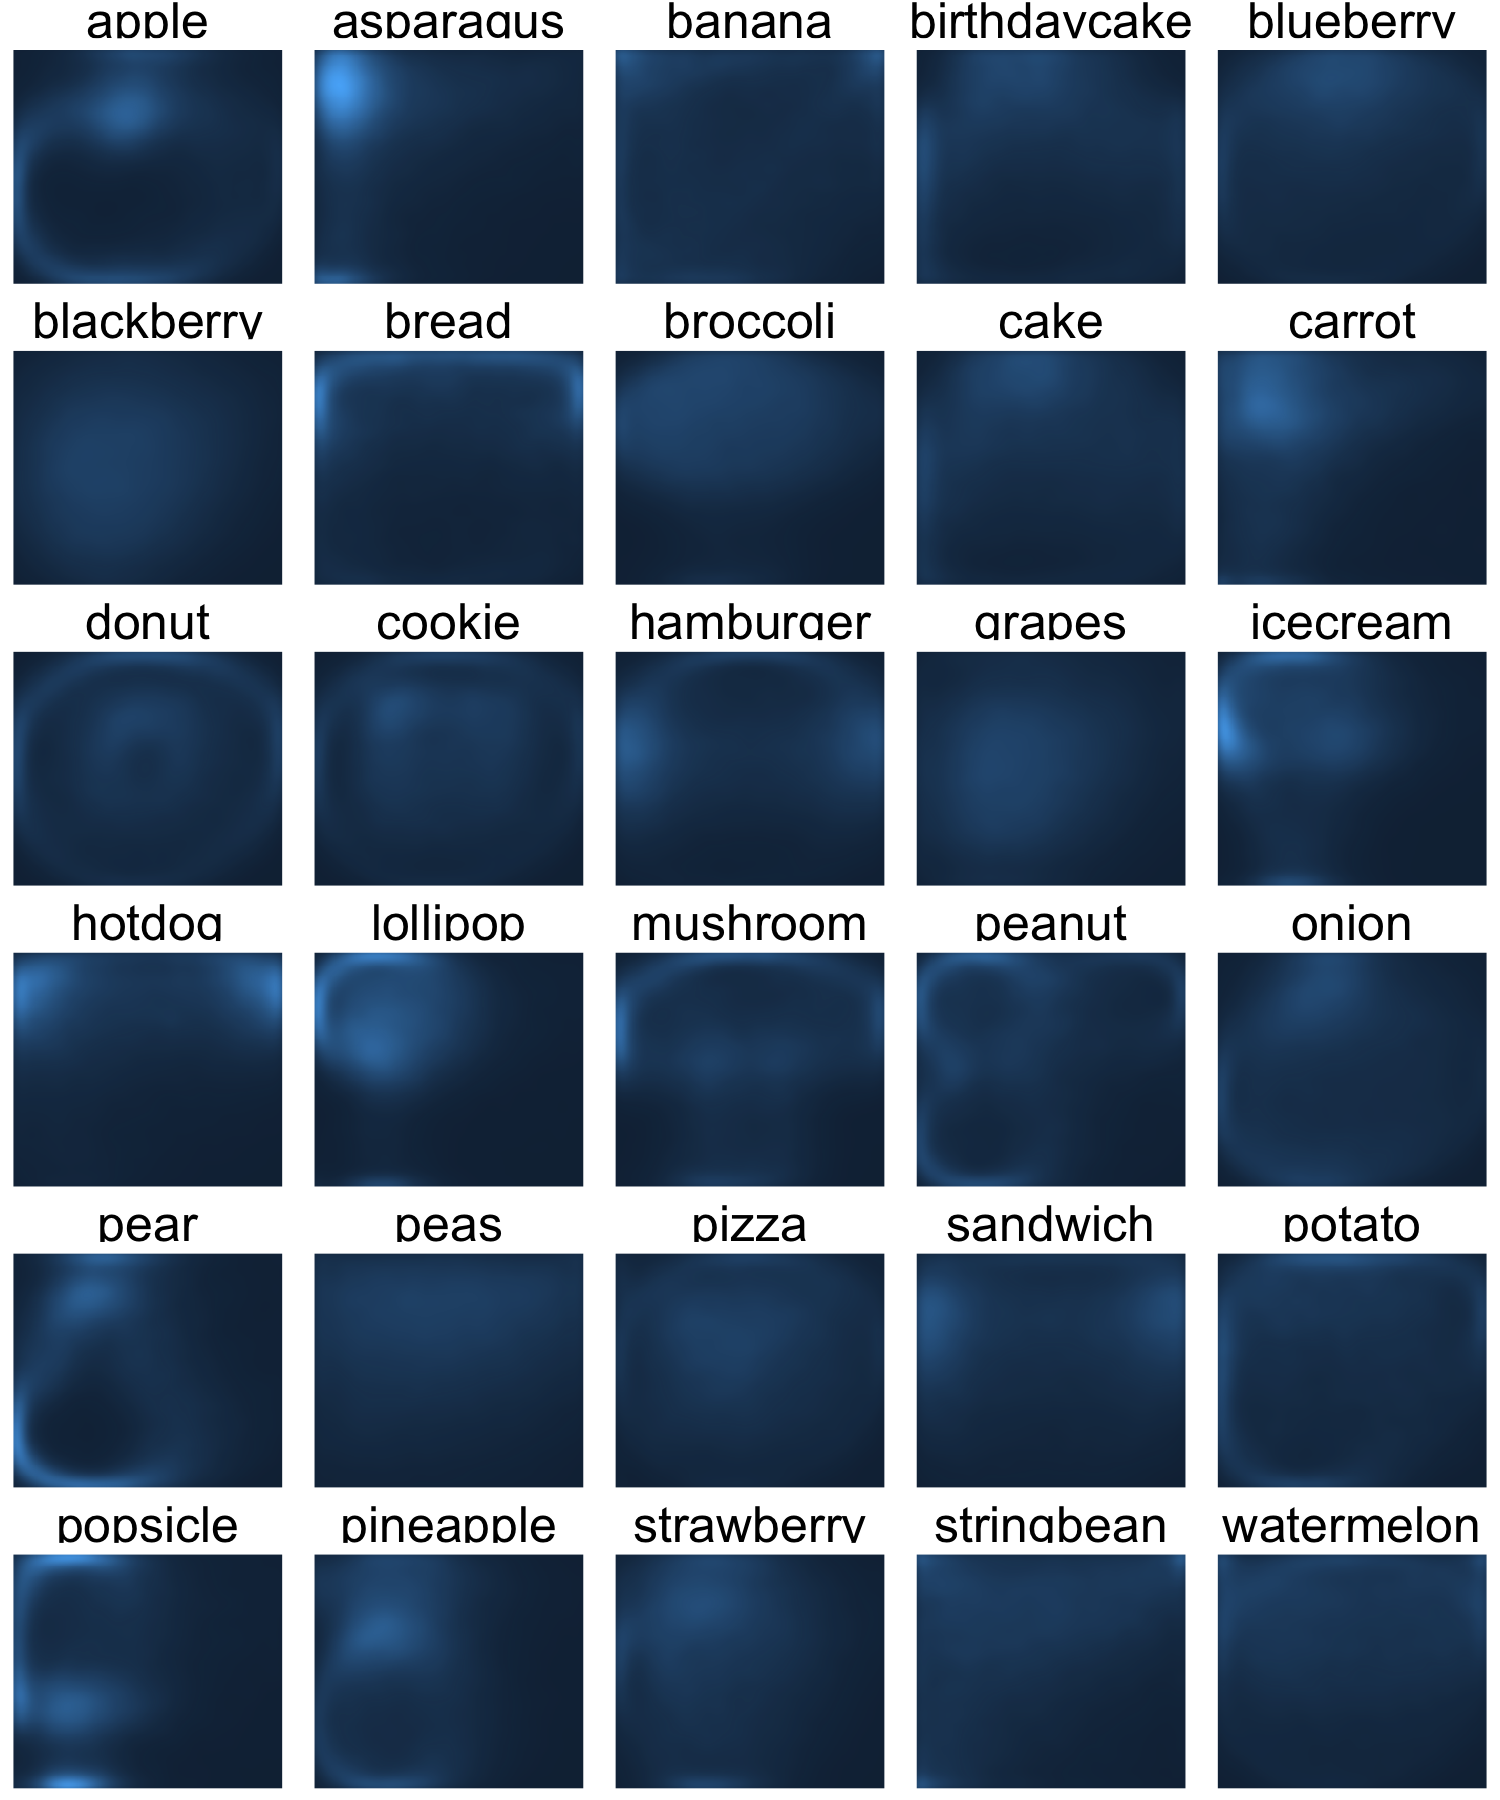 apple asparagus banana birthdaycake blueberry
blackberry bread broccoli cake carrot
donut cookie hamburger grapes icecream
hotdog lollipop mushroom peanut onion
pear peas pizza sandwich potato
popsicle pineapple strawberry stringbean watermelon